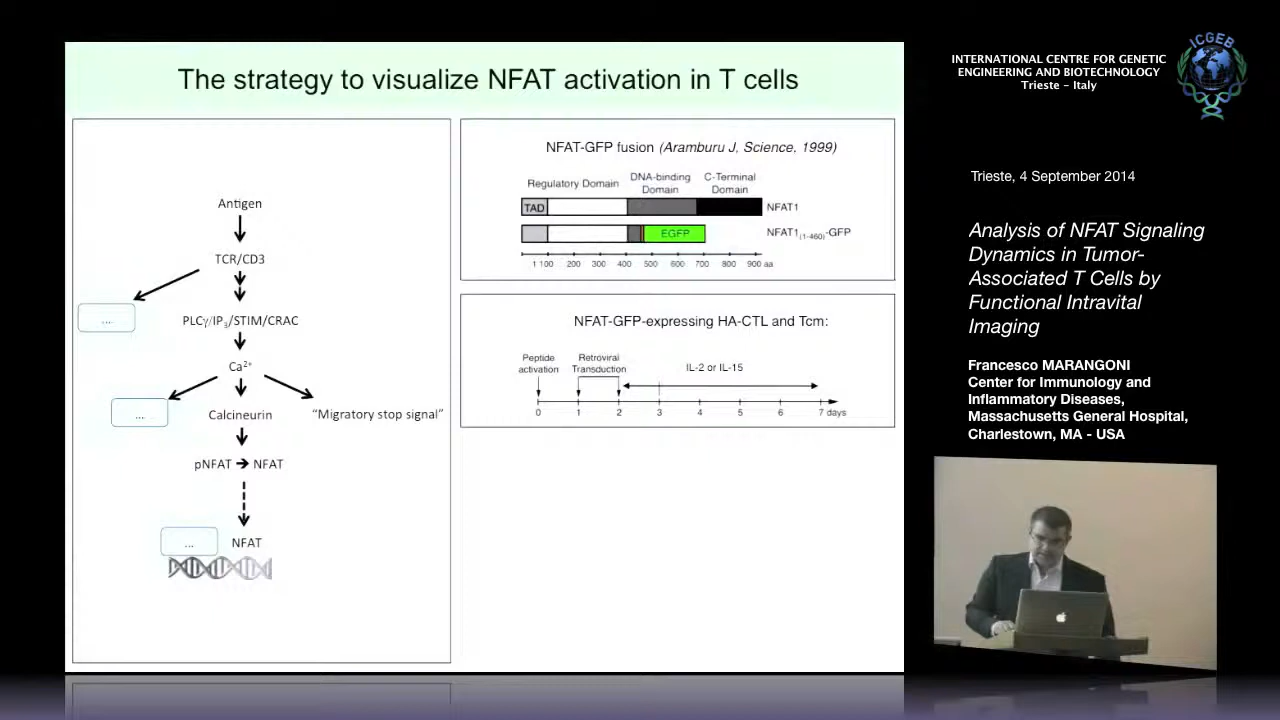 The strategy to visualize NFAT activation in T cells
Antigen
TCR/CD3
...
PLCγ/IP3/STIM/CRAC
Ca2+
...
Calcineurin
“Migratory stop signal”
pNFAT NFAT
...
NFAT
NFAT-GFP fusion (Aramburu J, Science, 1999)
Regulatory Domain
DNA-binding
Domain
C-Terminal
Domain
TAD
NFAT1
EGFP
NFAT1(1-460)-GFP
1 100 200 300 400 500 600 700 800 900 aa
NFAT-GFP-expressing HA-CTL and Tcm:
Peptide
activation
Retroviral
Transduction
IL-2 or IL-15
0 1 2 3 4 5 6 7 days
INTERNATIONAL CENTRE FOR GENETIC
ENGINEERING AND BIOTECHNOLOGY
Trieste - Italy
ICGEB
Trieste, 4 September 2014
Analysis of NFAT Signaling
Dynamics in Tumor-
Associated T Cells by
Functional Intravital
Imaging
Francesco MARANGONI
Center for Immunology and
Inflammatory Diseases,
Massachusetts General Hospital,
Charlestown, MA - USA